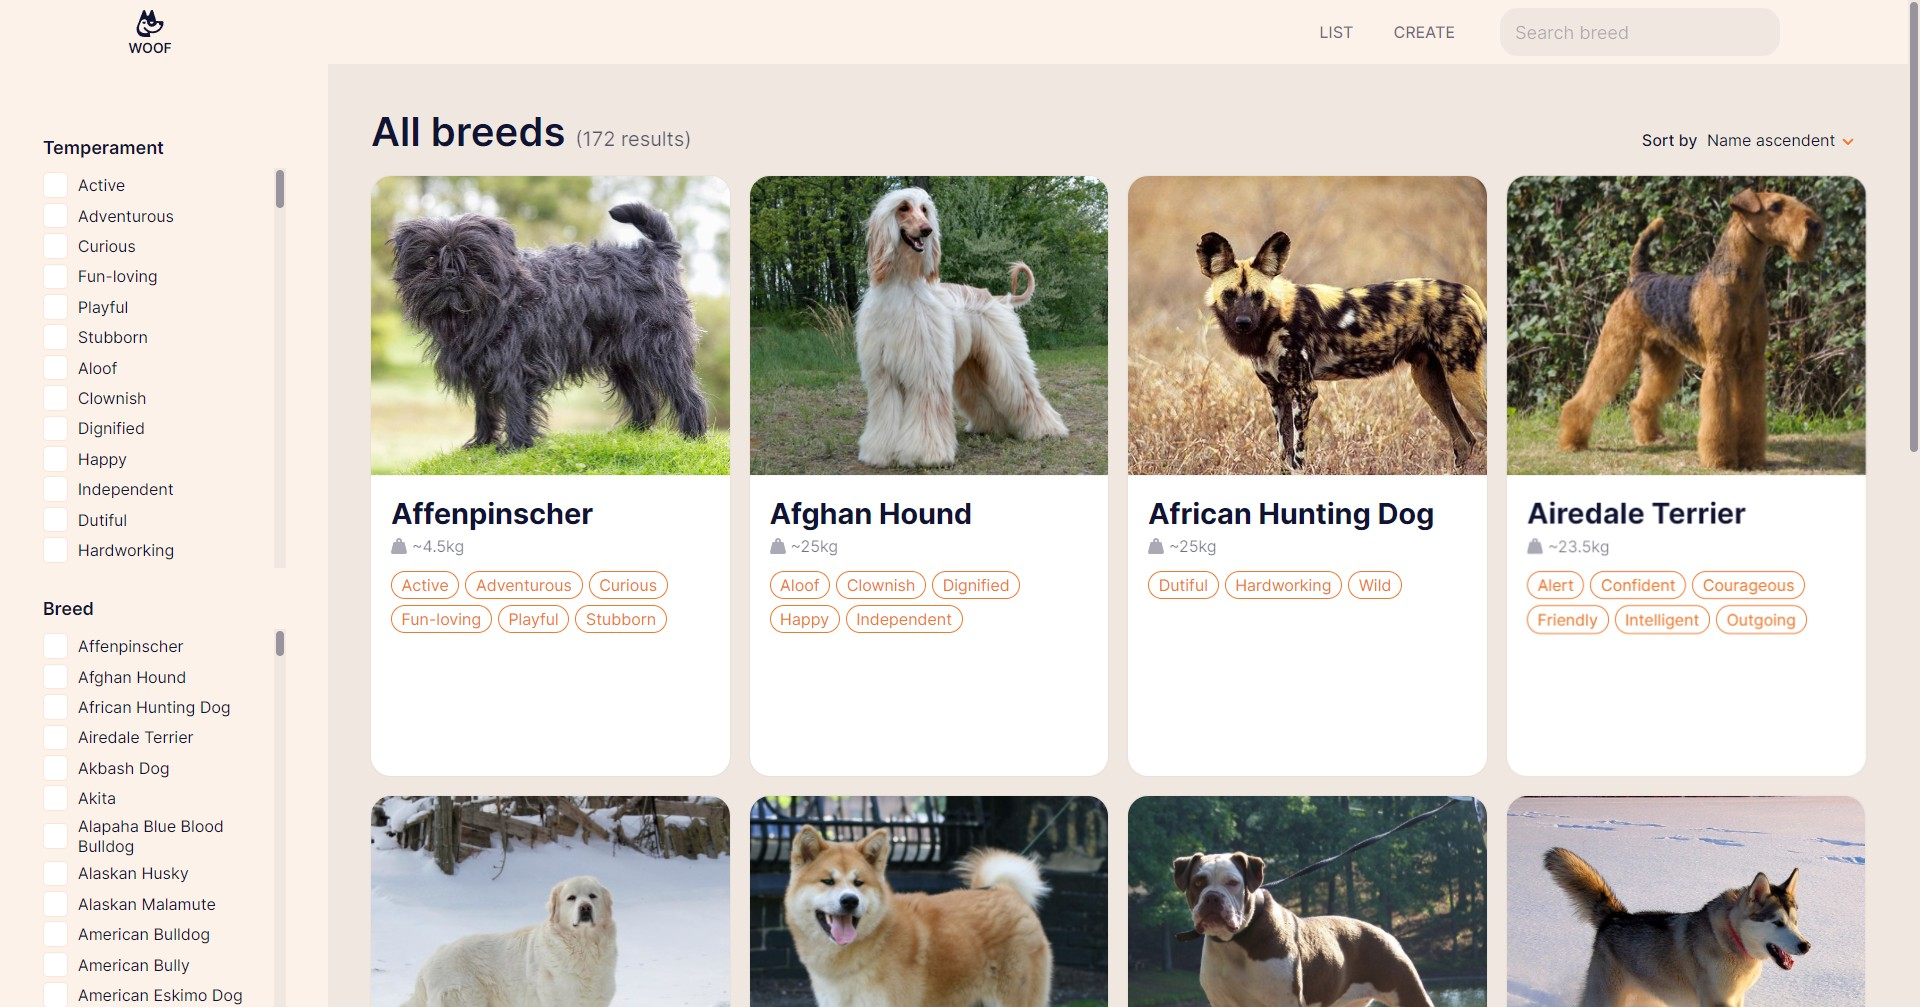 WOOF
LIST
CREATE
Search breed
Temperament
Active
Adventurous
Curious
Fun-loving
Playful
Stubborn
Aloof
Clownish
Dignified
Happy
Independent
Dutiful
Hardworking
Breed
Affenpinscher
Afghan Hound
African Hunting Dog
Airedale Terrier
Akbash Dog
Akita
Alapaha Blue Blood
Bulldog
Alaskan Husky
Alaskan Malamute
American Bulldog
American Bully
American Eskimo Dog
All breeds (172 results)
Sort by Name ascendent
Affenpinscher
~4.5kg
Active Adventurous Curious
Fun-loving Playful Stubborn
Afghan Hound
~25kg
Aloof Clownish Dignified
Happy Independent
African Hunting Dog
~25kg
Dutiful Hardworking Wild
Airedale Terrier
~23.5kg
Alert Confident Courageous
Friendly Intelligent Outgoing